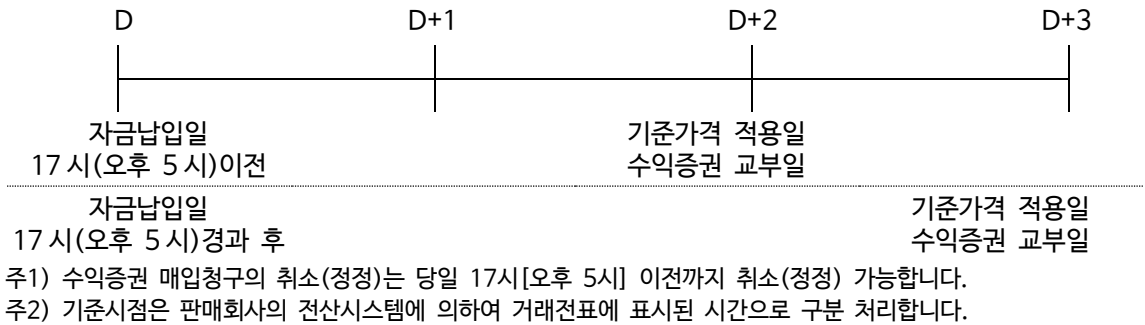 D D+1 D+2 D+3
자금납입일 기준가격 적용일
17시(오후 5시)이전 수익증권 교부일
자금납입일 기준가격 적용일
17시(오후 5시)경과 후 수익증권 교부일
주1) 수익증권 매입청구의 취소(정정)는 당일 17시[오후 5시] 이전까지 취소(정정) 가능합니다.
주2) 기준시점은 판매회사의 전산시스템에 의하여 거래전표에 표시된 시간으로 구분 처리합니다.